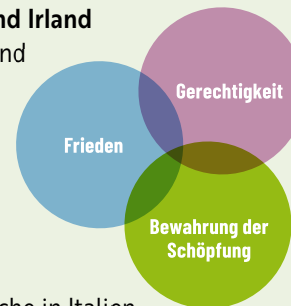 nd Irland
nd
Gerechtigkeit
Frieden
Bewahrung der
Schöpfung
che in Italien